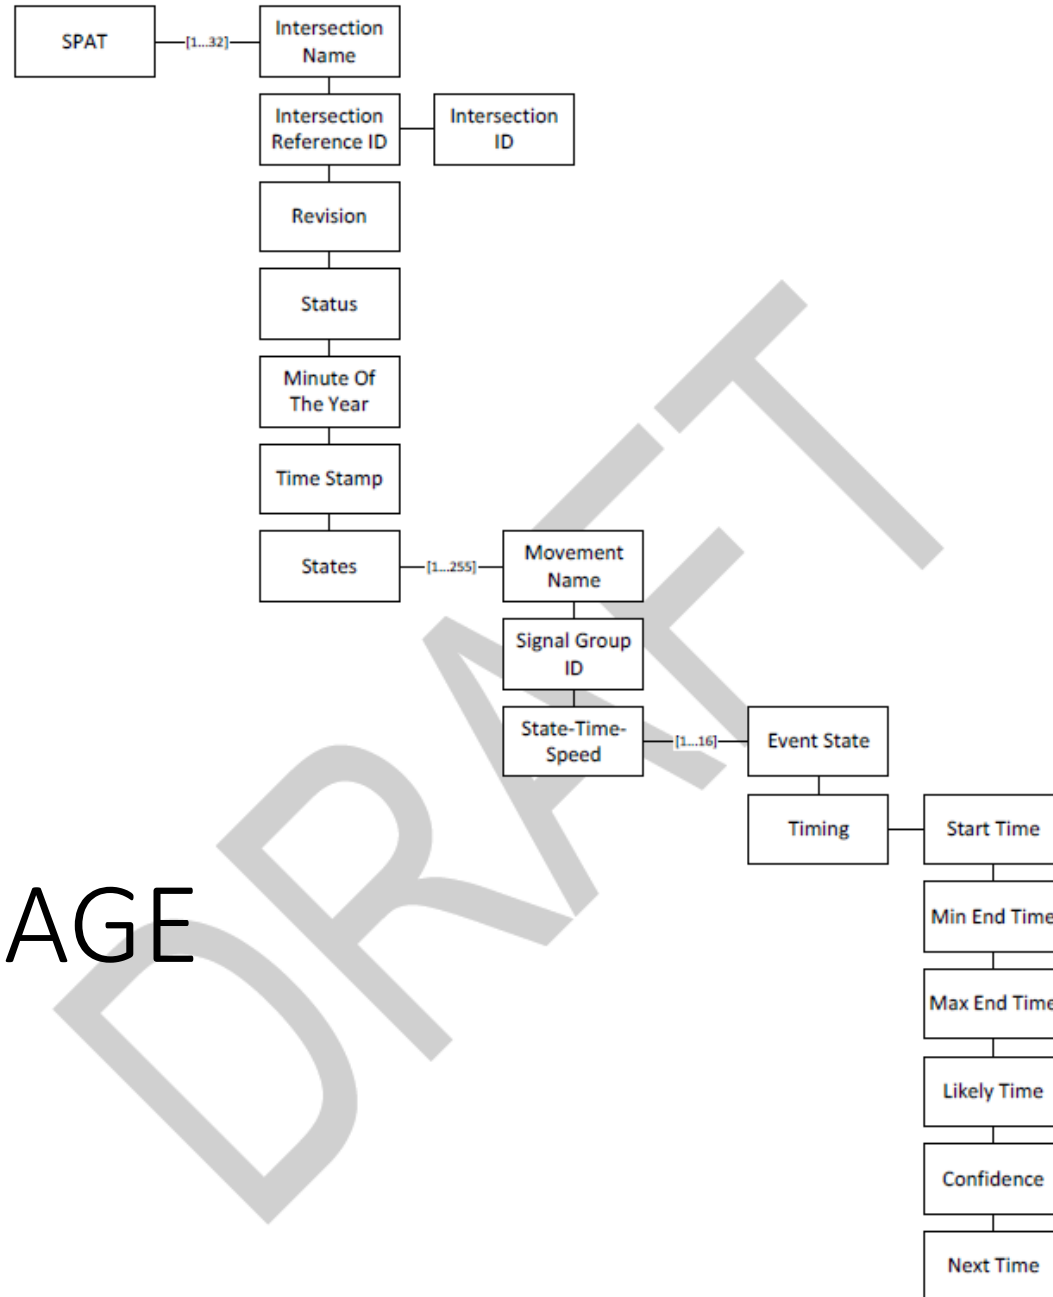 SPAT
[1...32]
Intersection
Name
Intersection
Reference ID
Intersection
ID
Revision
Status
Minute Of
The Year
Time Stamp
States
[1...255]
Movement
Name
Signal Group
ID
State-Time-
Speed
[1...16]
Event State
Timing
Start Time
Min End Time
Max End Time
Likely Time
Confidence
Next Time
AGE
DRAFT